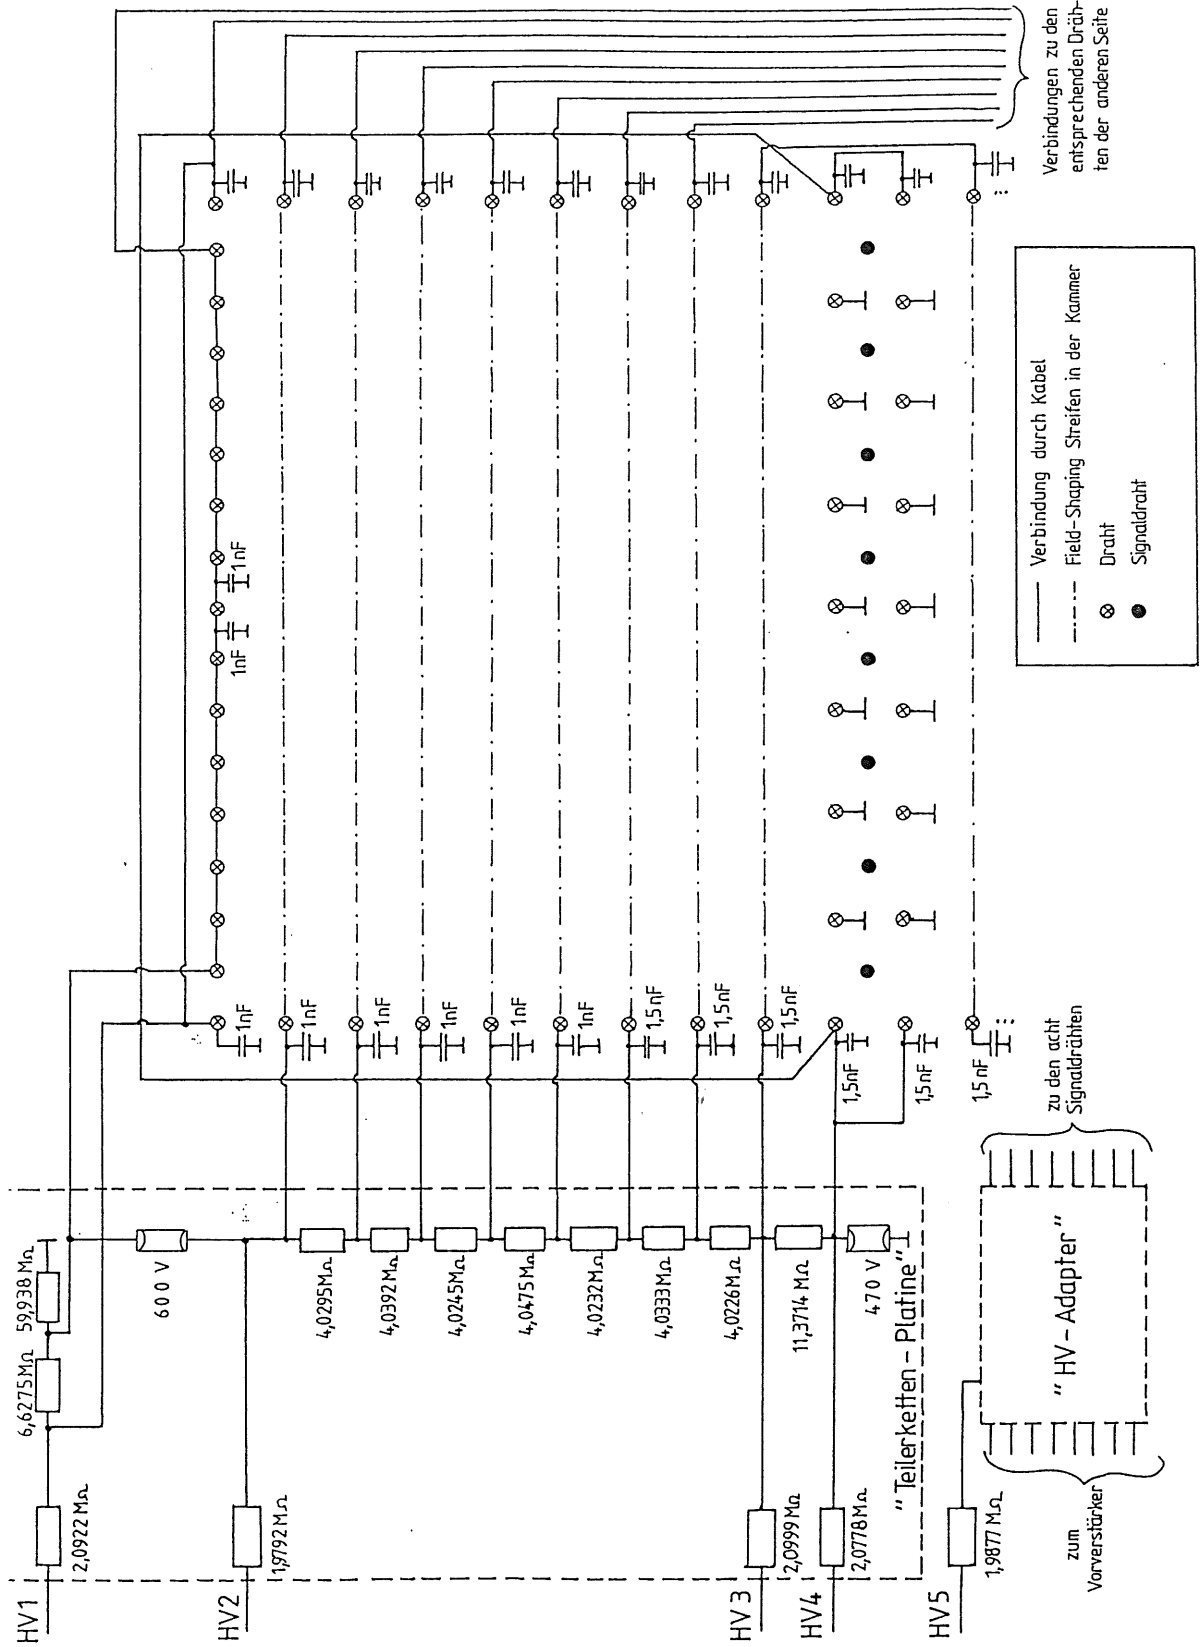 HV1
2,0922 MΩ
6,6275 MΩ
59,938 MΩ
600 V
HV2
1,9792 MΩ
4,0295 MΩ
4,0392 MΩ
4,0245 MΩ
4,0475 MΩ
4,0232 MΩ
4,0333 MΩ
4,0226 MΩ
11,3714 MΩ
470 V
HV 3
2,0999 MΩ
HV4
2,0778 MΩ
"Teilerketten – Platine"
HV5
1,9877 MΩ
"HV – Adapter"
zum
Vorverstärker
zu den acht
Signaldrähten
1nF
1nF
1nF
1nF
1nF
1nF
1,5nF
1,5nF
1,5nF
1,5nF
1,5nF
1,5nF
1nF
1nF
Verbindungen zu den
entsprechenden Dräh-
ten der anderen Seite
Verbindung durch Kabel
Field-Shaping Streifen in der Kammer
Draht
Signaldraht